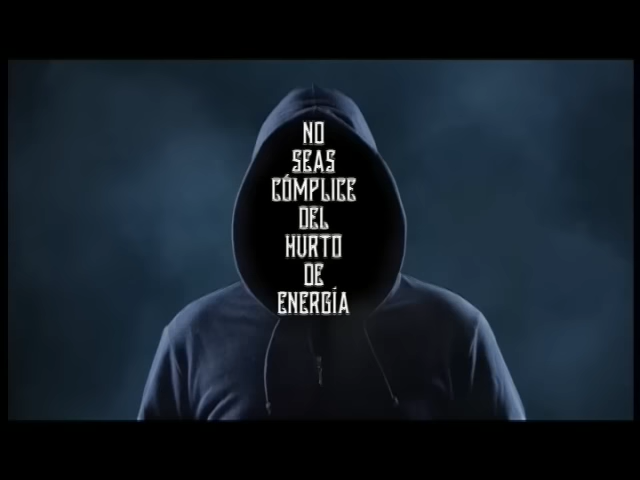 NO
SEAS
CÓMPLICE
DEL
HURTO
DE
ENERGÍA